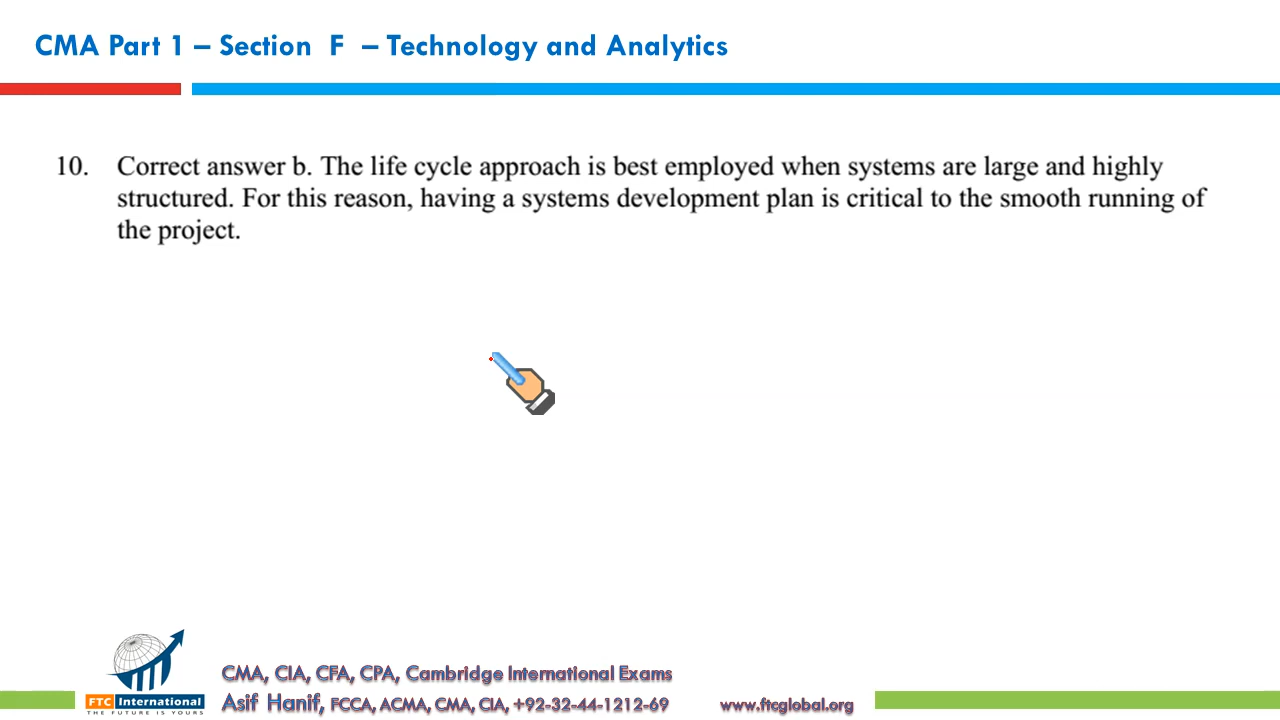 CMA Part 1 – Section F – Technology and Analytics
10. Correct answer b. The life cycle approach is best employed when systems are large and highly
structured. For this reason, having a systems development plan is critical to the smooth running of
the project.
FTC International
THE FUTURE IS YOURS
CMA, CIA, CFA, CPA, Cambridge International Exams
Asif Hanif, FCCA, ACMA, CMA, CIA, +92-32-44-1212-69 www.ftcglobal.org